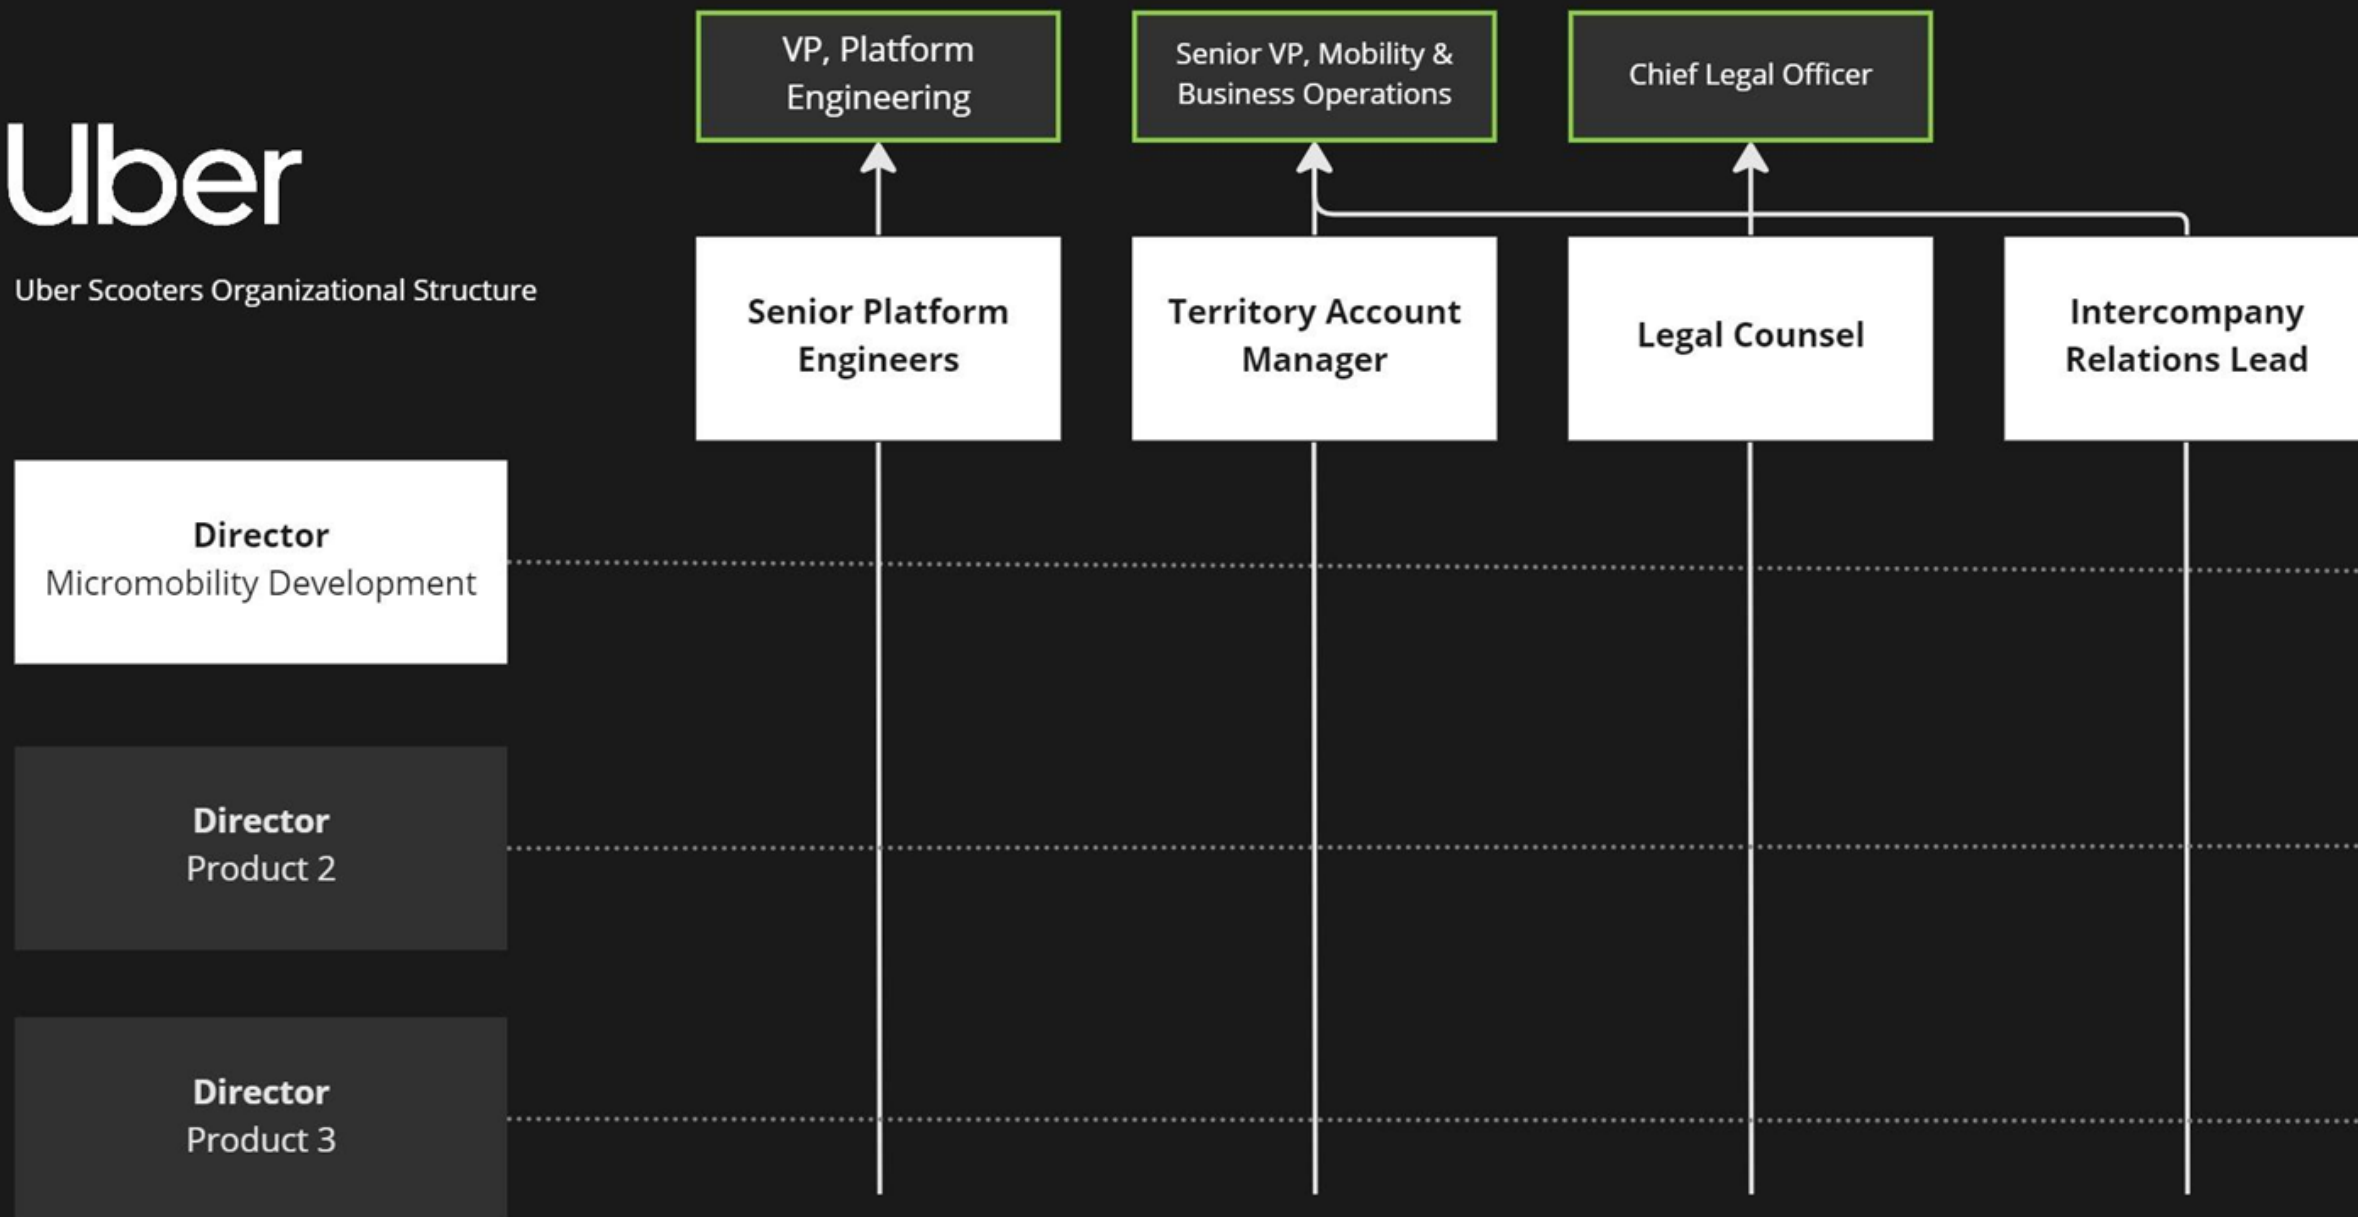 VP, Platform
Engineering
Senior VP, Mobility &
Business Operations
Chief Legal Officer
Uber
Uber Scooters Organizational Structure
Senior Platform
Engineers
Territory Account
Manager
Legal Counsel
Intercompany
Relations Lead
Director
Micromobility Development
Director
Product 2
Director
Product 3